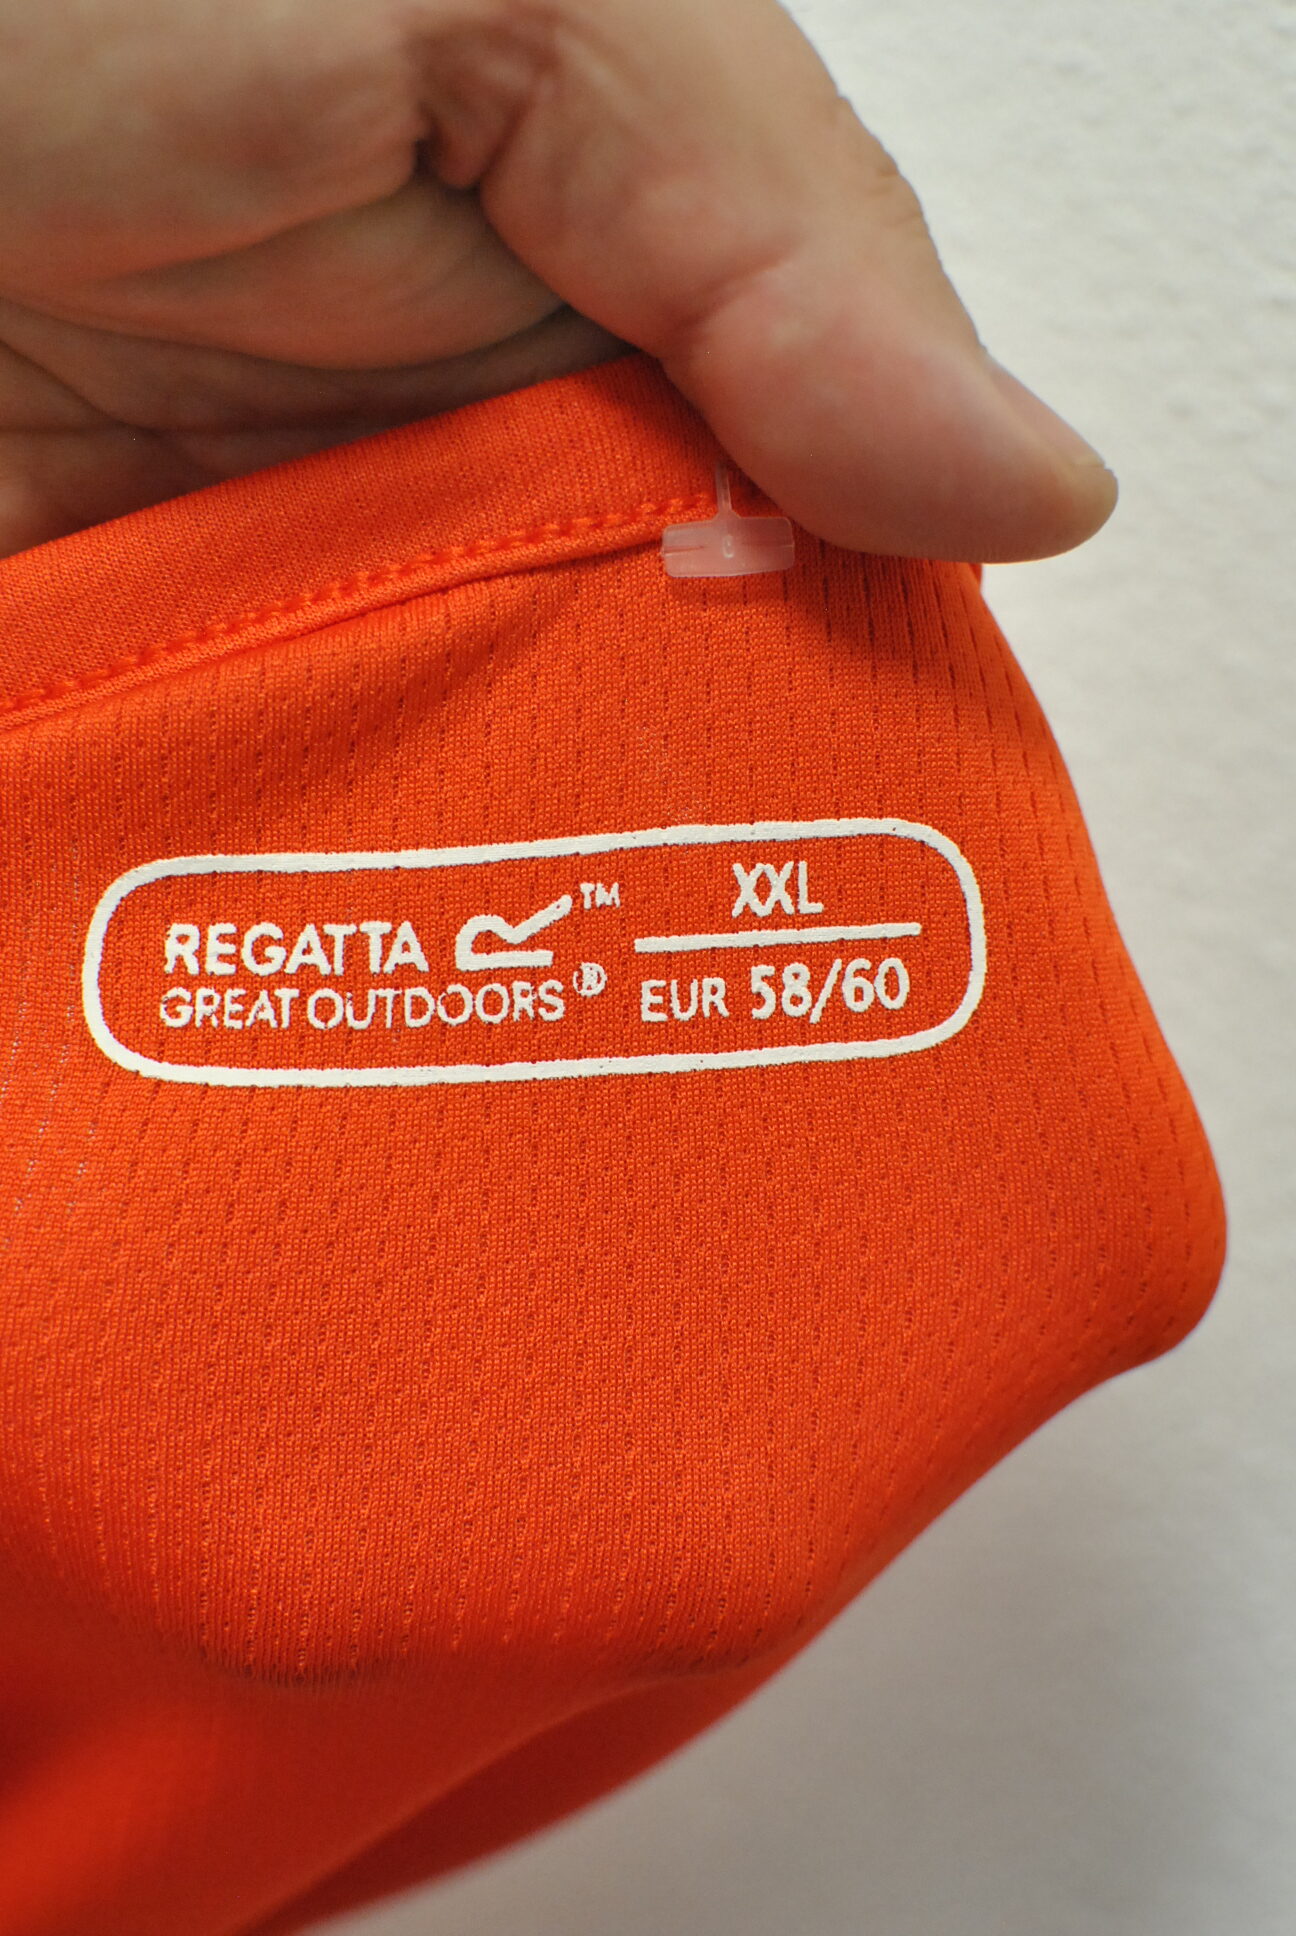 REGATTA ™
GREAT OUTDOORS®
XXL
EUR 58/60